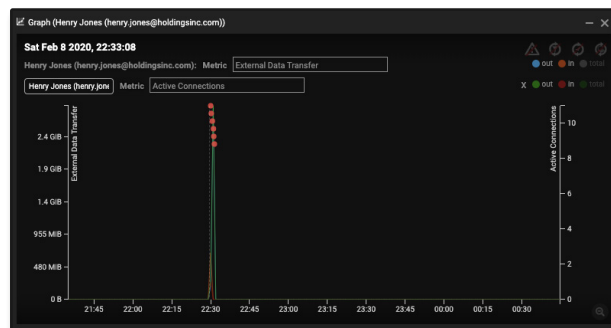 Graph (Henry Jones (henry.jones@holdingsinc.com))
Sat Feb 8 2020, 22:33:08
Henry Jones (henry.jones@holdingsinc.com): Metric External Data Transfer
out in total
Henry Jones (henry.jone Metric Active Connections
X out in total
External Data Transfer
2.4 GIB
1.9 GIB
1.4 GIB
955 MIB
480 MIB
0 B
Active Connections
10
8
6
4
2
0
21:45 22:00 22:15 22:30 22:45 23:00 23:15 23:30 23:45 00:00 00:15 00:30